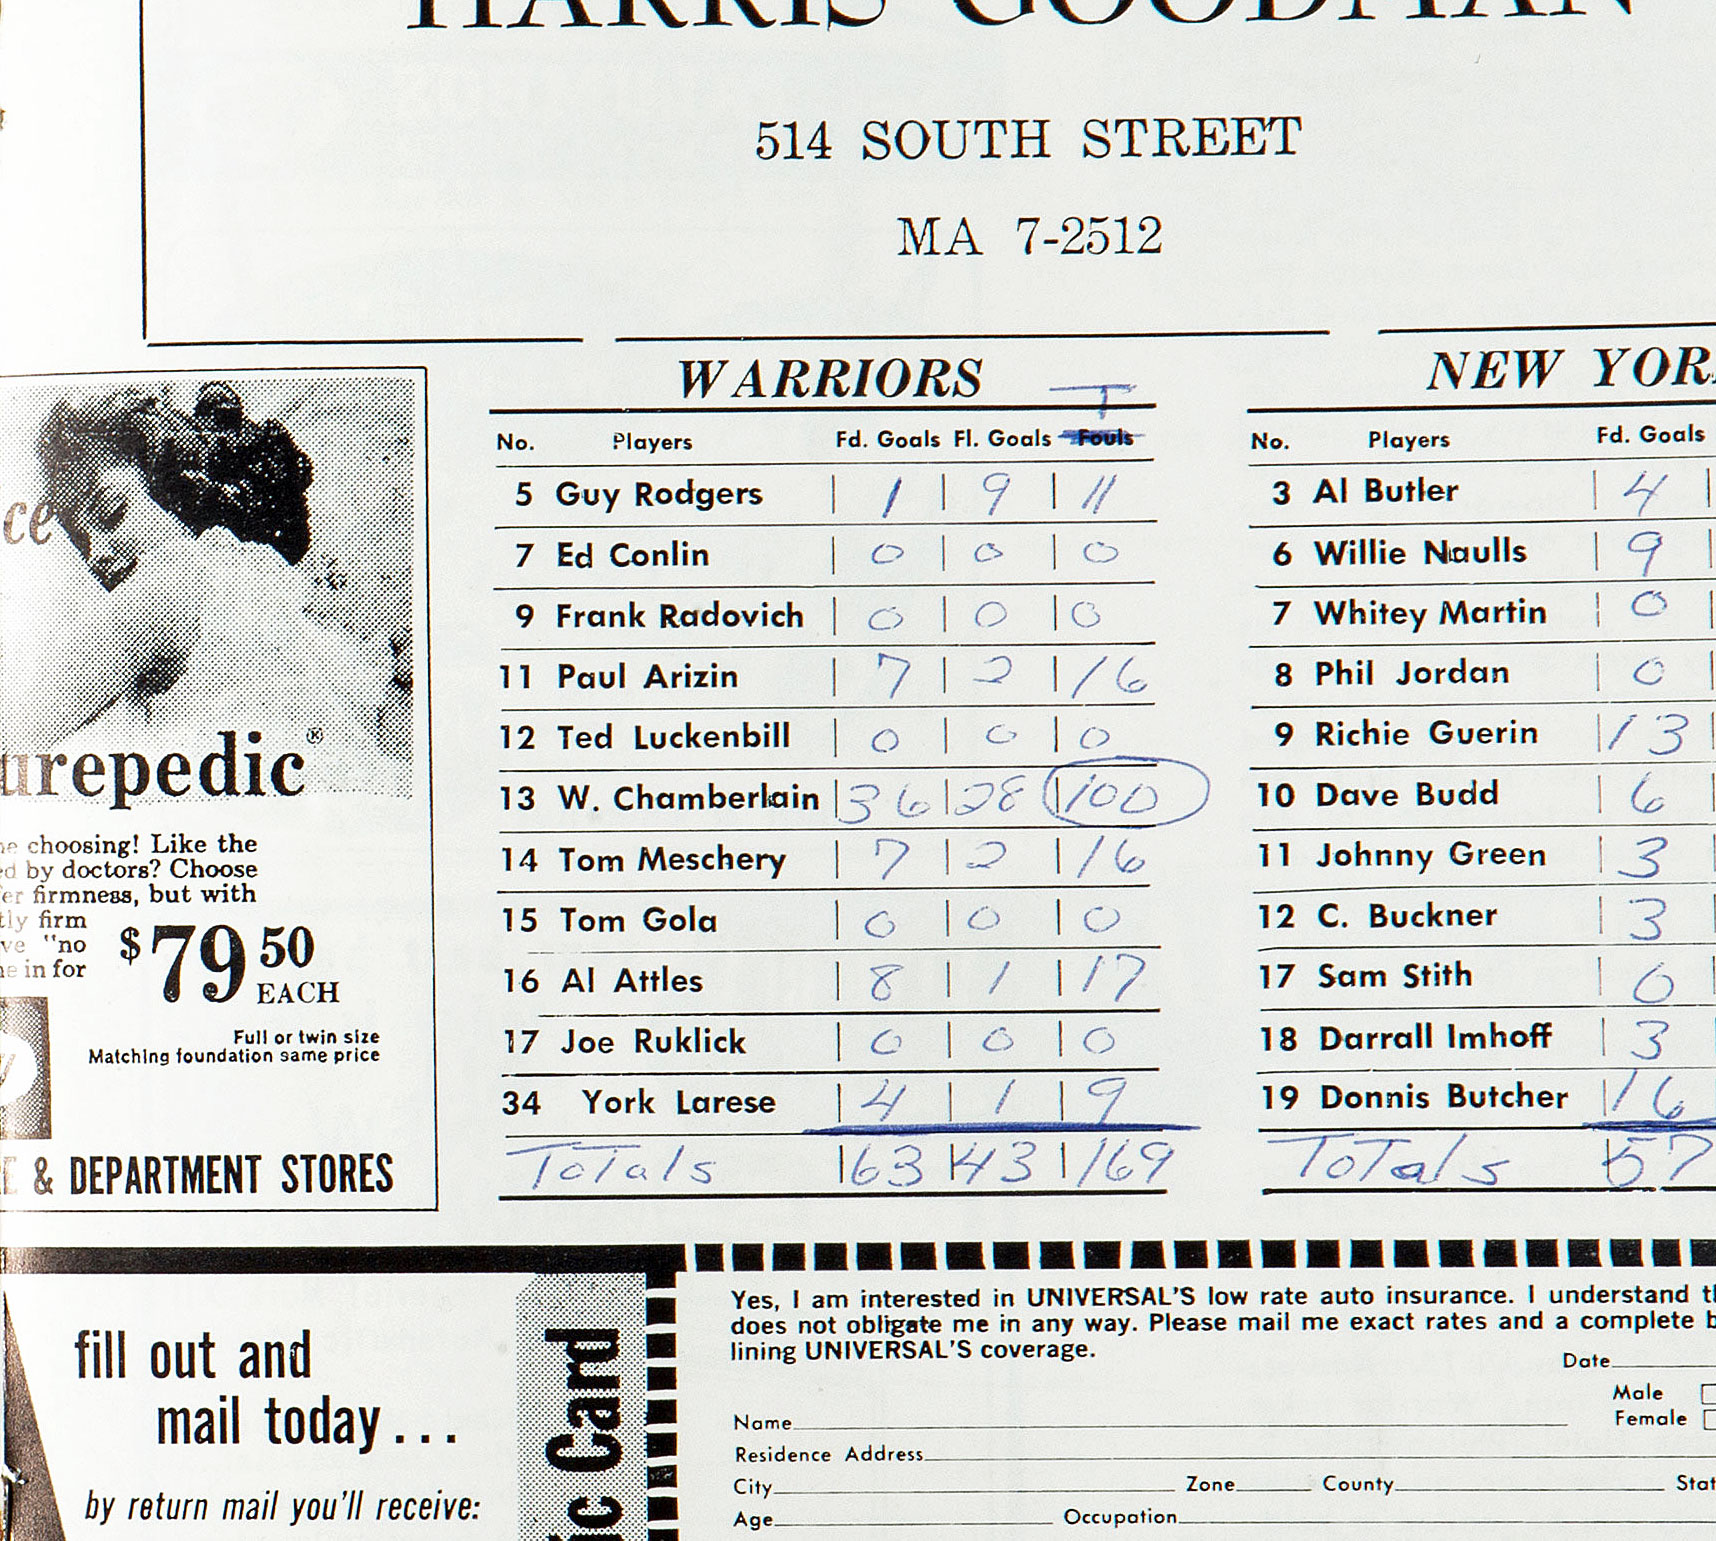 HARRIS GOODMAN
514 SOUTH STREET
MA 7-2512
WARRIORS
T
No. Players Fd. Goals Fl. Goals Fouls
5 Guy Rodgers | 1 | 9 | 11
7 Ed Conlin | 0 | 0 | 0
9 Frank Radovich | 0 | 0 | 0
11 Paul Arizin | 7 | 2 | 16
12 Ted Luckenbill | 0 | 0 | 0
13 W. Chamberlain | 36 | 28 | 100
14 Tom Meschery | 7 | 2 | 16
15 Tom Gola | 0 | 0 | 0
16 Al Attles | 8 | 1 | 17
17 Joe Ruklick | 0 | 0 | 0
34 York Larese | 4 | 1 | 9
Totals | 63 | 43 | 169
NEW YOR
No. Players Fd. Goals
3 Al Butler | 4 |
6 Willie Naulls | 9 |
7 Whitey Martin | 0 |
8 Phil Jordan | 0 |
9 Richie Guerin | 13 |
10 Dave Budd | 6 |
11 Johnny Green | 3 |
12 C. Buckner | 3 |
17 Sam Stith | 0 |
18 Darrall Imhoff | 3 |
19 Donnis Butcher | 16
Totals 57
ce
urepedic®
e choosing! Like the
d by doctors? Choose
er firmness, but with
tly firm
ve "no
e in for
$79 50
EACH
Full or twin size
Matching foundation same price
E & DEPARTMENT STORES
fill out and
mail today...
by return mail you'll receive:
ic Card
ic
Yes, I am interested in UNIVERSAL'S low rate auto insurance. I understand t
does not obligate me in any way. Please mail me exact rates and a complete b
lining UNIVERSAL'S coverage.
Date
Male
Name Female
Residence Address
City Zone County Stat
Age Occupation